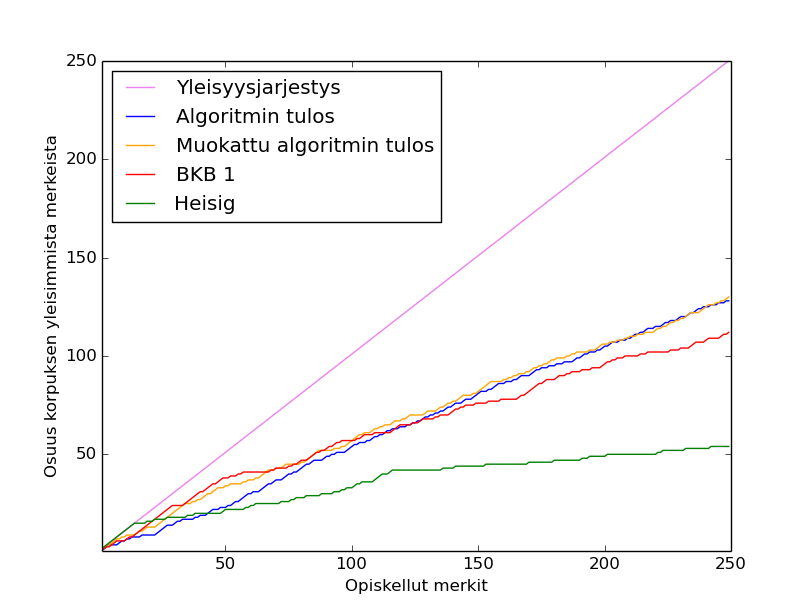 250
200
150
100
50
Osuus korpuksen yleisimmista merkeista
Yleisyysjarjestys
Algoritmin tulos
Muokattu algoritmin tulos
BKB 1
Heisig
50
100
150
200
250
Opiskellut merkit